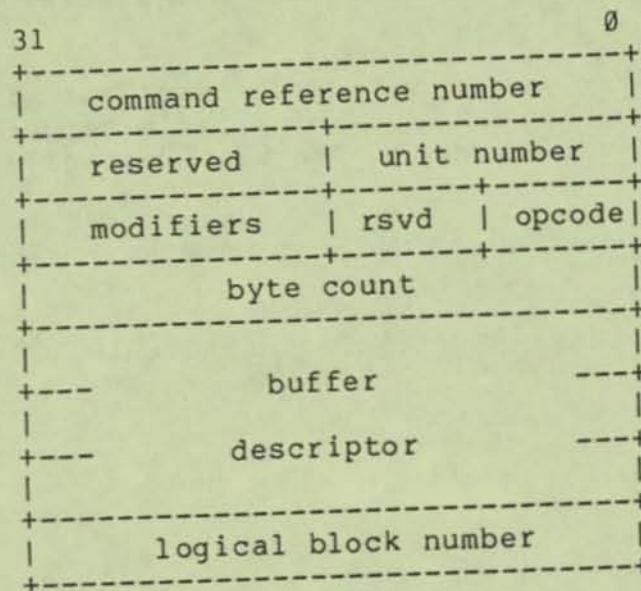 31                                     Ø
+---------------------------------------+
|    command reference number    |
+-------------------+-------------------+
|    reserved    |   unit number   |
+-------------------+---------+---------+
|    modifiers    | rsvd    | opcode|
+-------------------+---------+---------+
|              byte count              |
+---------------------------------------+
|                                       |
+---            buffer            ---+
|                                       |
+---          descriptor          ---+
|                                       |
+---------------------------------------+
|        logical block number        |
+---------------------------------------+